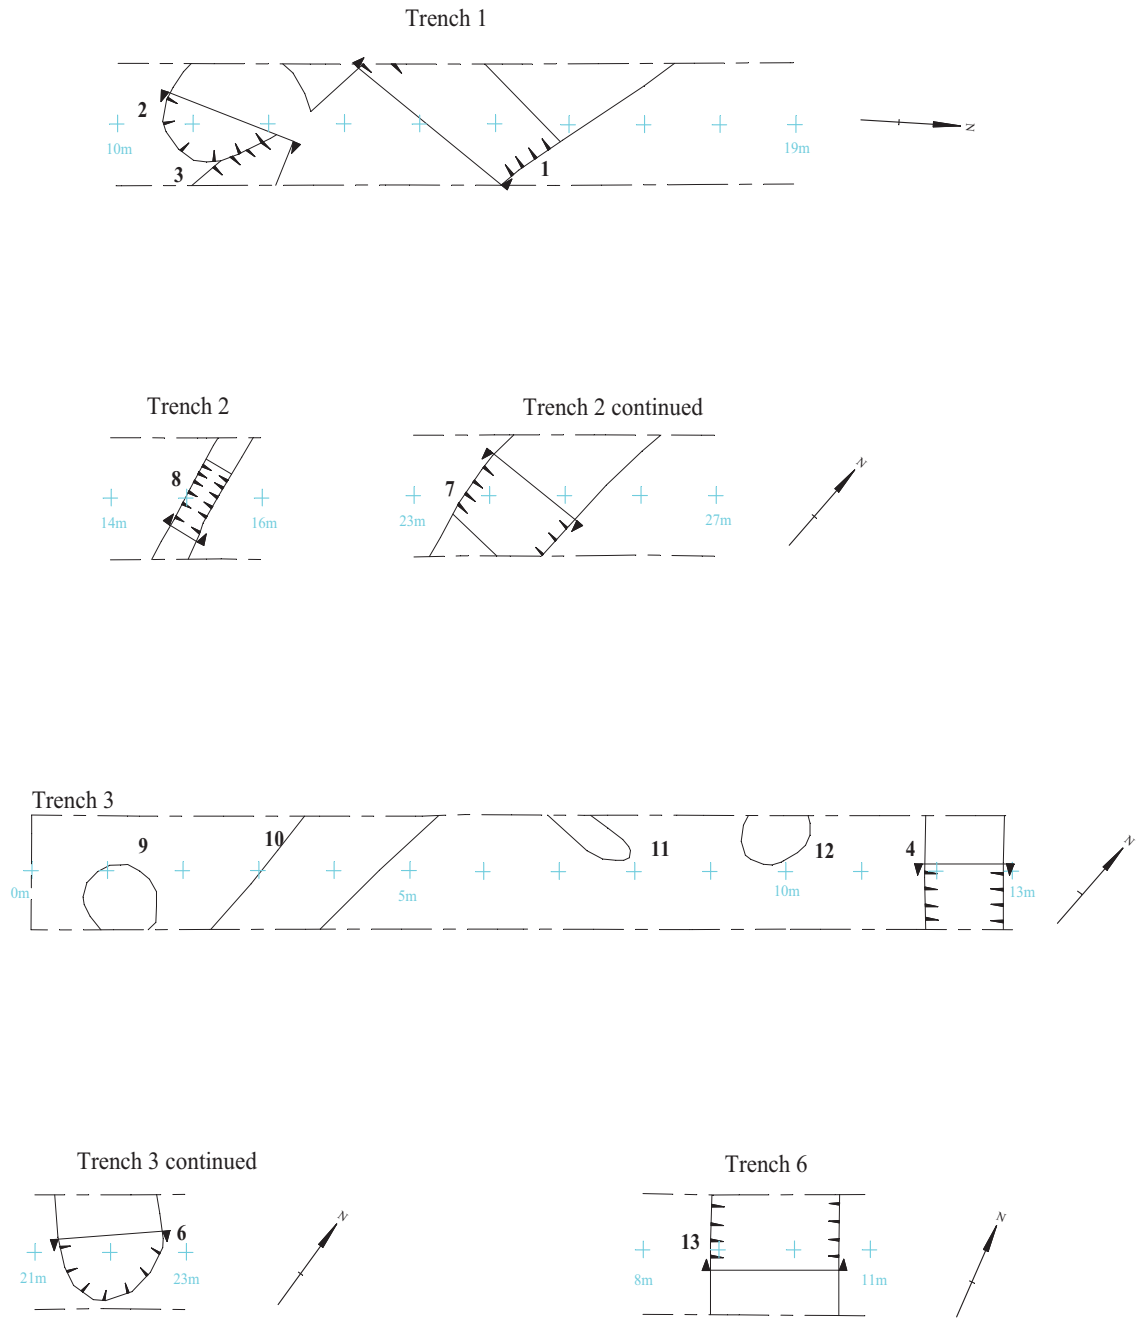 Trench 1
2
10m
19m
N
3
1
Trench 2
Trench 2 continued
8
7
14m
16m
23m
27m
N
Trench 3
9
10
11
12
4
0m
5m
10m
13m
N
Trench 3 continued
Trench 6
6
21m
23m
N
13
8m
11m
N